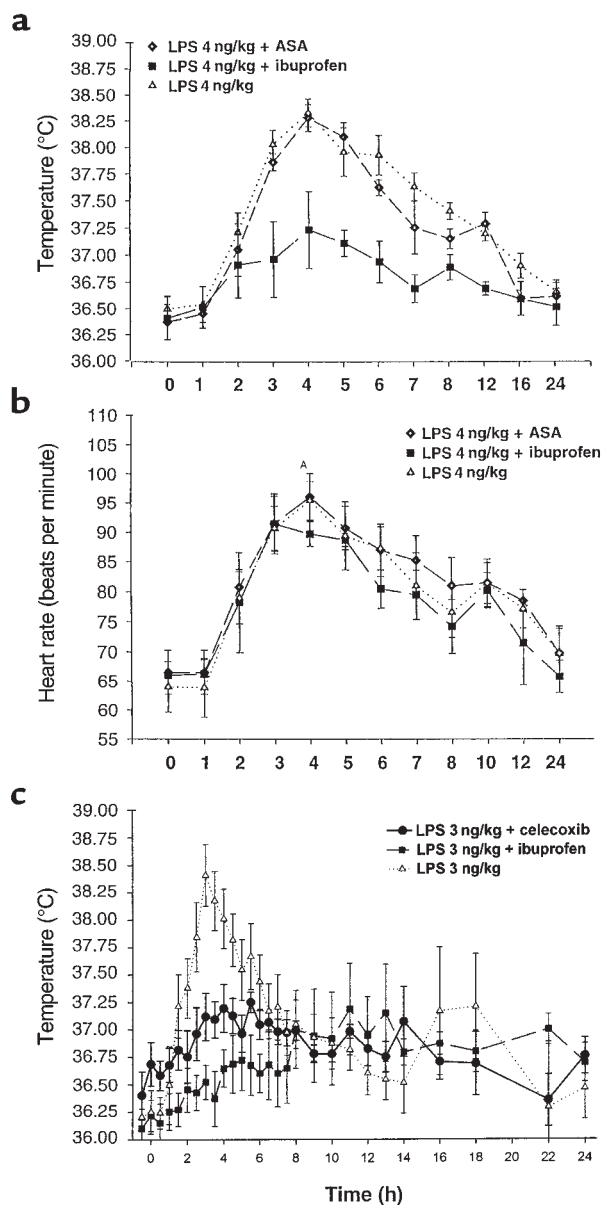 a
LPS 4 ng/kg + ASA
LPS 4 ng/kg + ibuprofen
LPS 4 ng/kg
Temperature (°C)
39.00
38.75
38.50
38.25
38.00
37.75
37.50
37.25
37.00
36.75
36.50
36.25
36.00
0 1 2 3 4 5 6 7 8 12 16 24
b
LPS 4 ng/kg + ASA
LPS 4 ng/kg + ibuprofen
LPS 4 ng/kg
A
Heart rate (beats per minute)
110
105
100
95
90
85
80
75
70
65
60
55
0 1 2 3 4 5 6 7 8 10 12 24
c
LPS 3 ng/kg + celecoxib
LPS 3 ng/kg + ibuprofen
LPS 3 ng/kg
Temperature (°C)
39.00
38.75
38.50
38.25
38.00
37.75
37.50
37.25
37.00
36.75
36.50
36.25
36.00
0 2 4 6 8 10 12 14 16 18 20 22 24
Time (h)